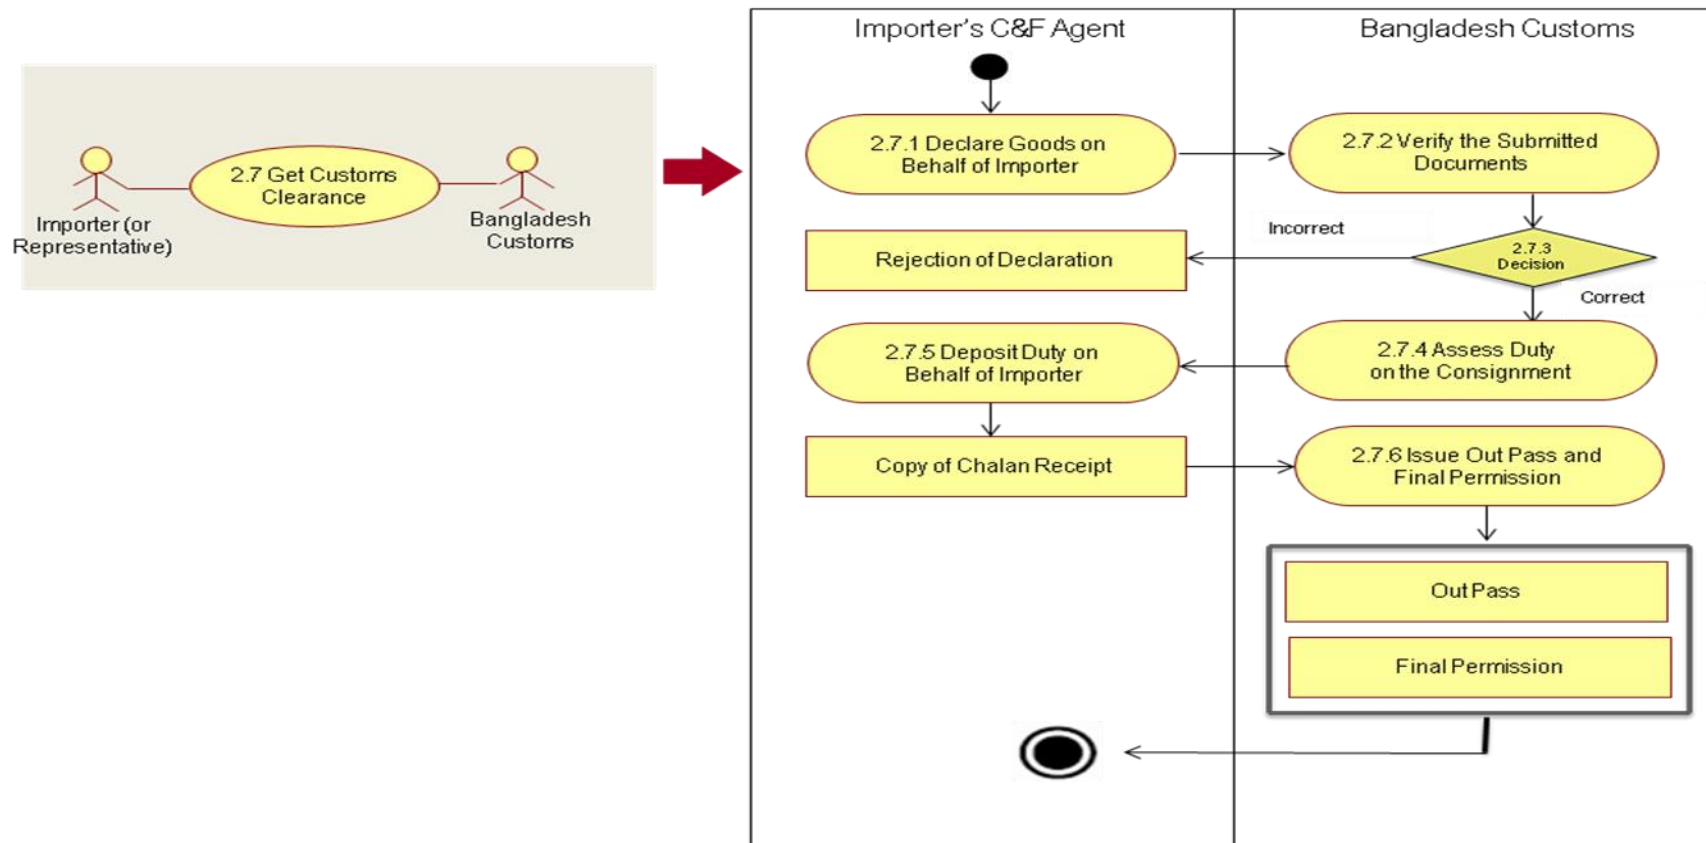 2.7 Get Customs
Clearance
Importer (or
Representative)
Bangladesh
Customs
Importer's C&F Agent
Bangladesh Customs
2.7.1 Declare Goods on
Behalf of Importer
2.7.2 Verify the Submitted
Documents
Incorrect
2.7.3
Decision
Rejection of Declaration
Correct
2.7.5 Deposit Duty on
Behalf of Importer
2.7.4 Assess Duty
on the Consignment
Copy of Chalan Receipt
2.7.6 Issue Out Pass and
Final Permission
Out Pass
Final Permission